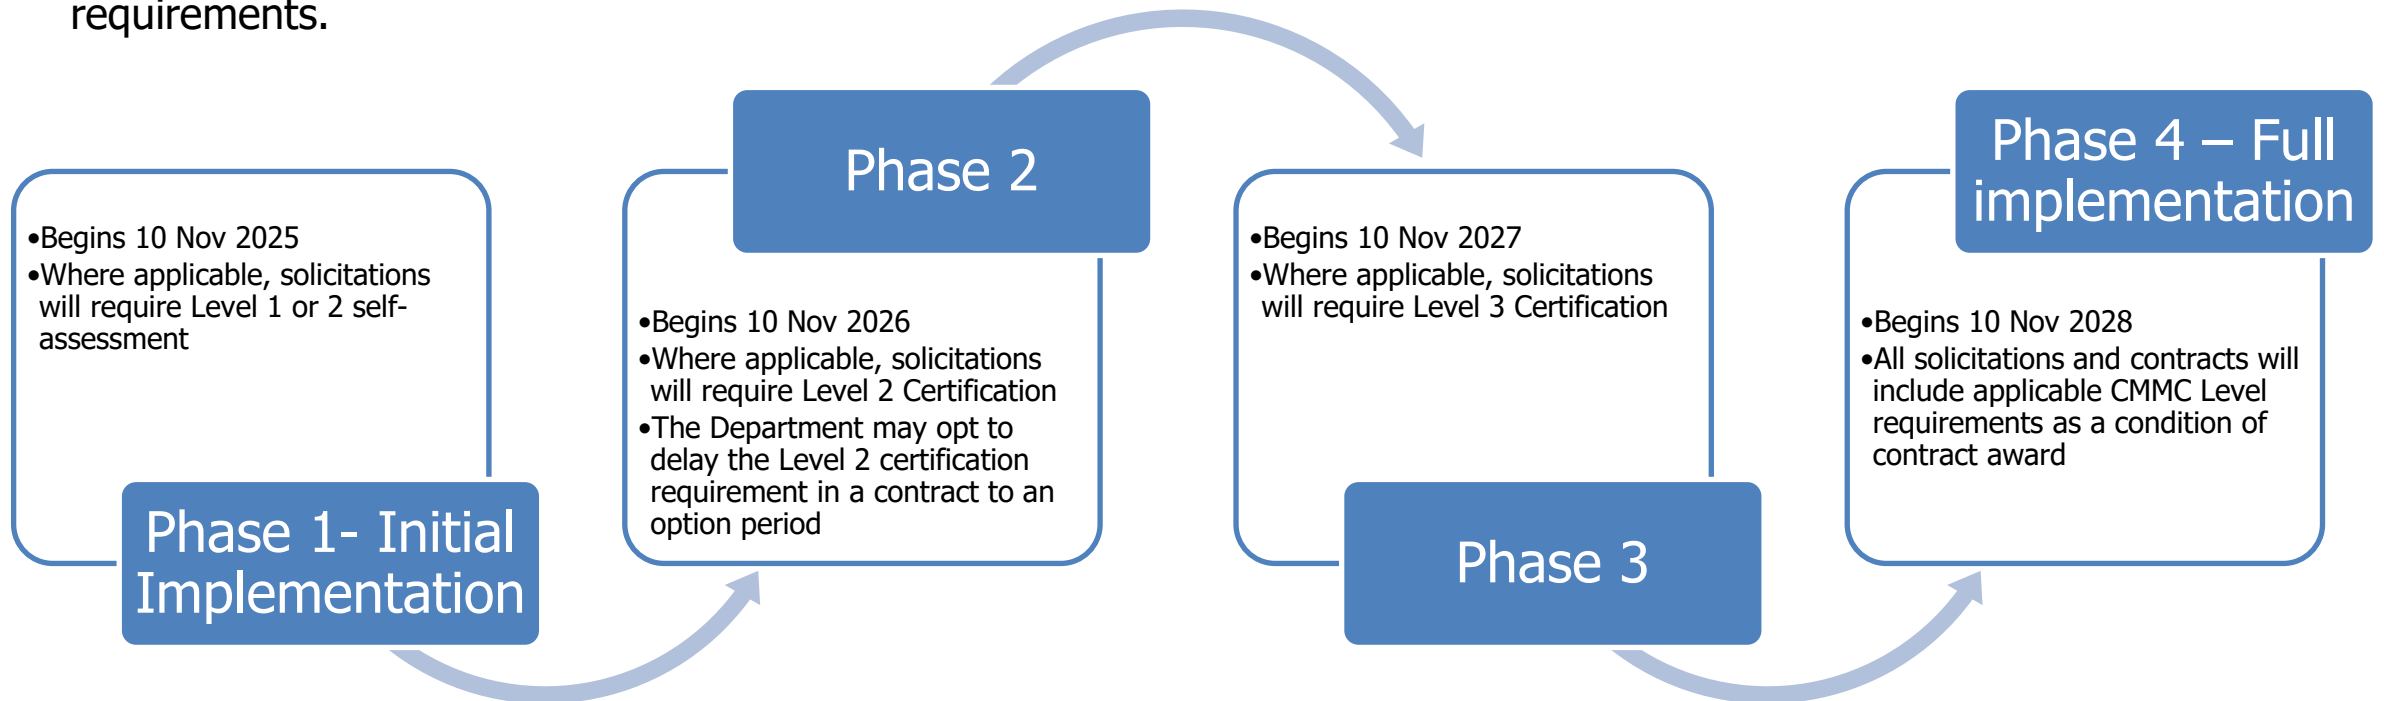 requirements.
•Begins 10 Nov 2025
•Where applicable, solicitations
will require Level 1 or 2 self-
assessment
Phase 1- Initial
Implementation
Phase 2
•Begins 10 Nov 2026
•Where applicable, solicitations
will require Level 2 Certification
•The Department may opt to
delay the Level 2 certification
requirement in a contract to an
option period
•Begins 10 Nov 2027
•Where applicable, solicitations
will require Level 3 Certification
Phase 3
Phase 4 – Full
implementation
•Begins 10 Nov 2028
•All solicitations and contracts will
include applicable CMMC Level
requirements as a condition of
contract award